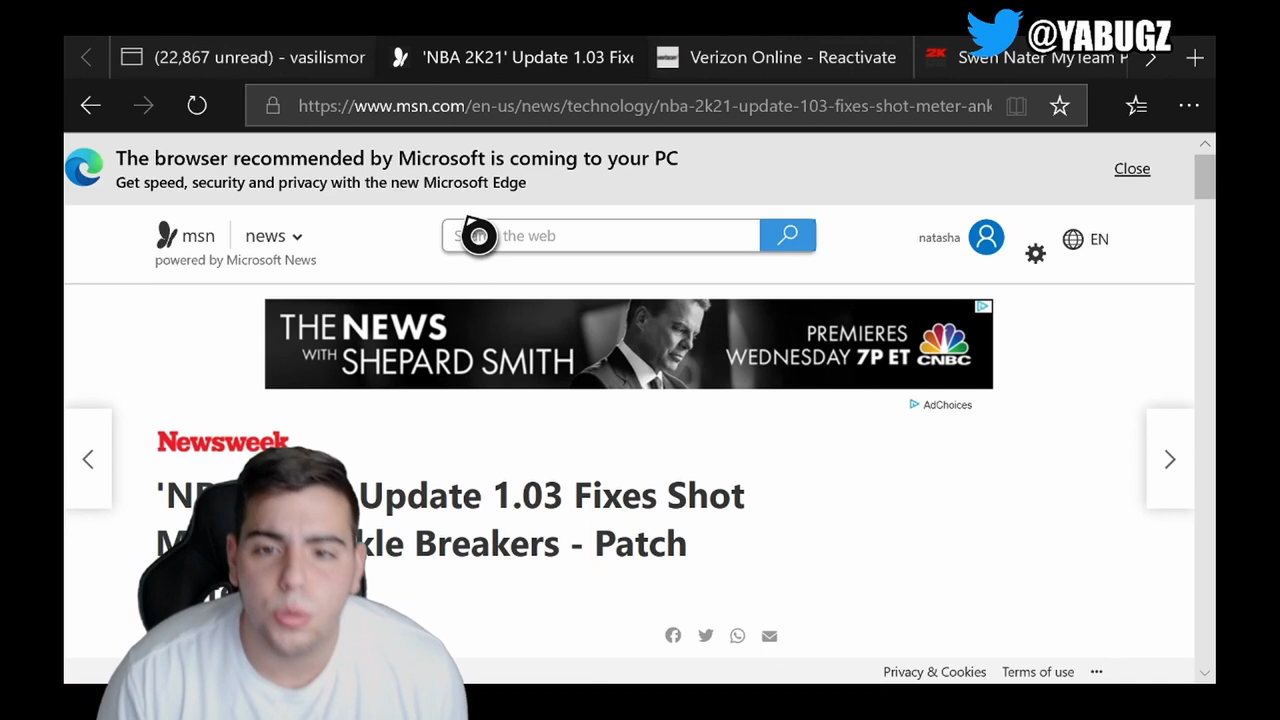 @YABUGZ
(22,867 unread) - vasilismor
'NBA 2K21' Update 1.03 Fixe
Verizon Online - Reactivate
2K
Swen Nater MyTeam P
https://www.msn.com/en-us/news/technology/nba-2k21-update-103-fixes-shot-meter-ank
The browser recommended by Microsoft is coming to your PC
Get speed, security and privacy with the new Microsoft Edge
Close
msn
news
powered by Microsoft News
the web
natasha
EN
THE NEWS
WITH SHEPARD SMITH
PREMIERES
WEDNESDAY 7P ET
CNBC
AdChoices
Newsweek
Update 1.03 Fixes Shot
Breakers - Patch
Privacy & Cookies
Terms of use